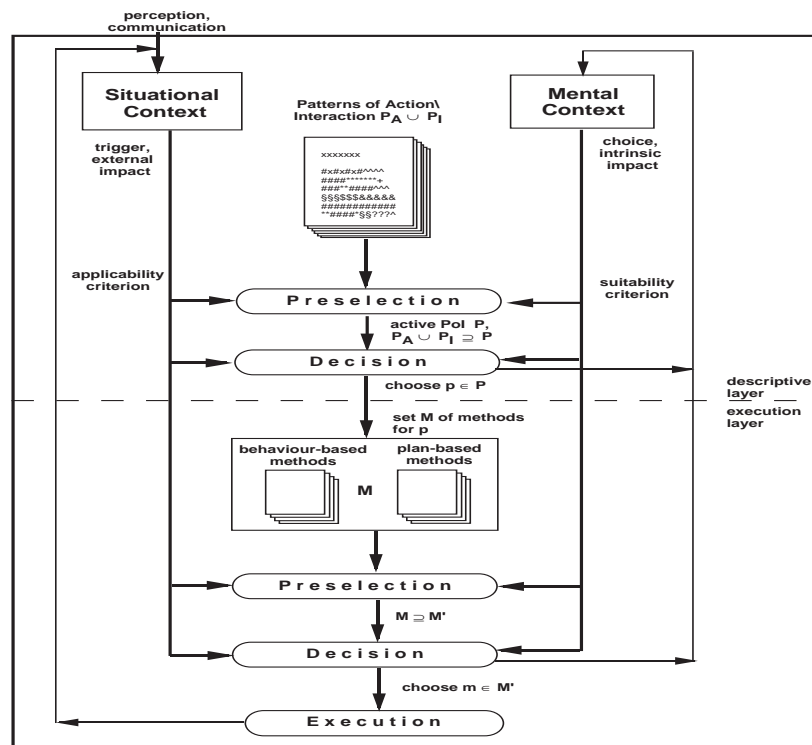 perception,
communication
Situational
Context
Patterns of Action\
Interaction P_A ∪ P_I
Mental
Context
trigger,
external
impact
xxxxxxx
#x#x#x#^^^^
####*******+
###**####^^^
§§§$$$&&&&&
############
**####*§§???^
choice,
intrinsic
impact
applicability
criterion
suitability
criterion
Preselection
active PoI P,
P_A ∪ P_I ⊇ P
Decision
choose p ∈ P
descriptive
layer
execution
layer
set M of methods
for p
behaviour-based
methods
plan-based
methods
M
Preselection
M ⊇ M'
Decision
choose m ∈ M'
Execution